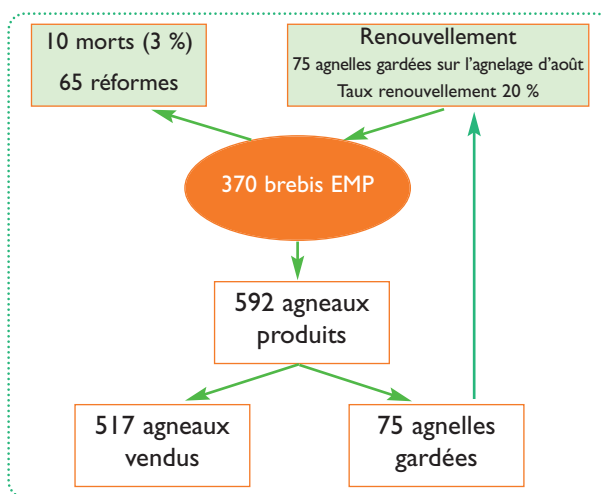 10 morts (3 %)
65 réformes
Renouvellement
75 agnelles gardées sur l'agnelage d'août
Taux renouvellement 20 %
370 brebis EMP
592 agneaux
produits
517 agneaux
vendus
75 agnelles
gardées